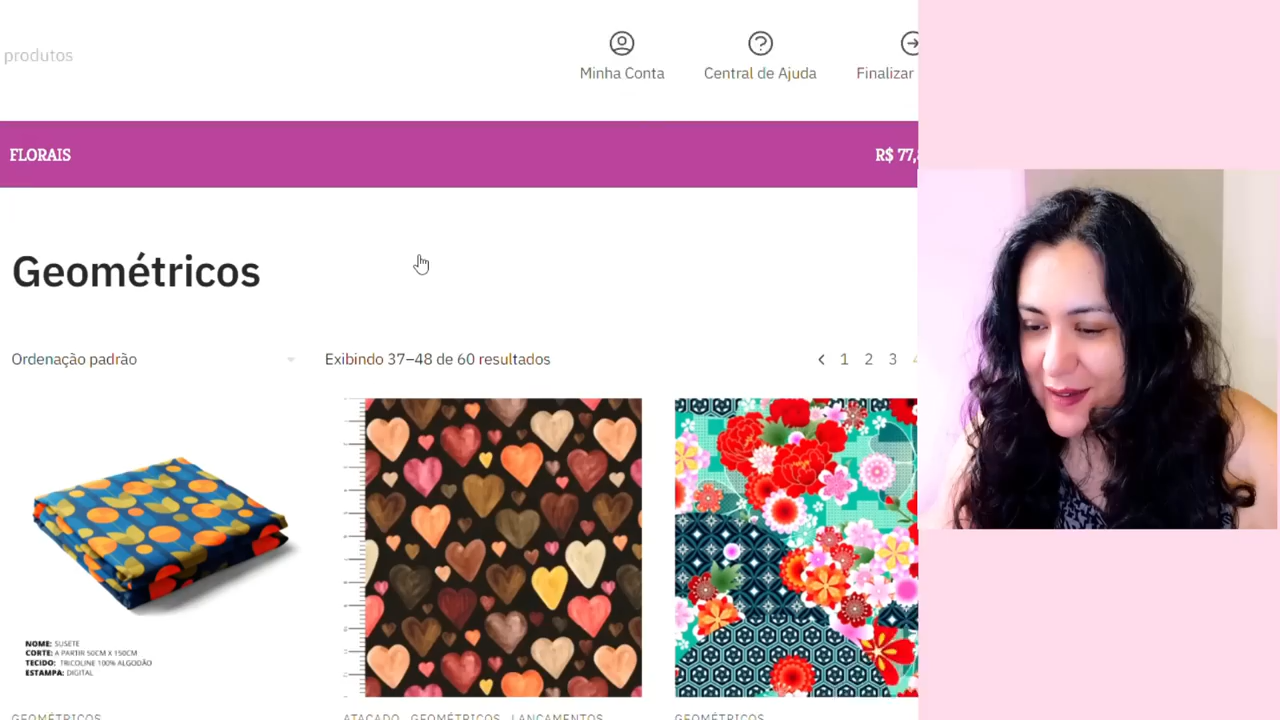 produtos
Minha Conta
Central de Ajuda
Finalizar
FLORAIS
R$ 77,
Geométricos
Ordenação padrão
Exibindo 37–48 de 60 resultados
1 2 3 4
NOME: SUSETE
CORTE: A PARTIR 50CM X 150CM
TECIDO: TRICOLINE 100% ALGODÃO
ESTAMPA: DIGITAL
GEOMÉTRICOS
ATACADO, GEOMÉTRICOS, LANÇAMENTOS
GEOMÉTRICOS